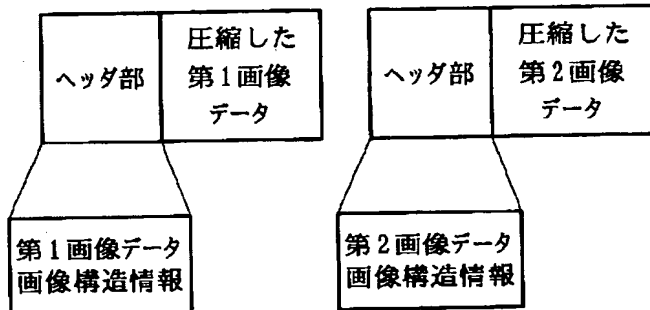 ヘッダ部
圧縮した
第1画像
データ
ヘッダ部
圧縮した
第2画像
データ
第1画像データ
画像構造情報
第2画像データ
画像構造情報